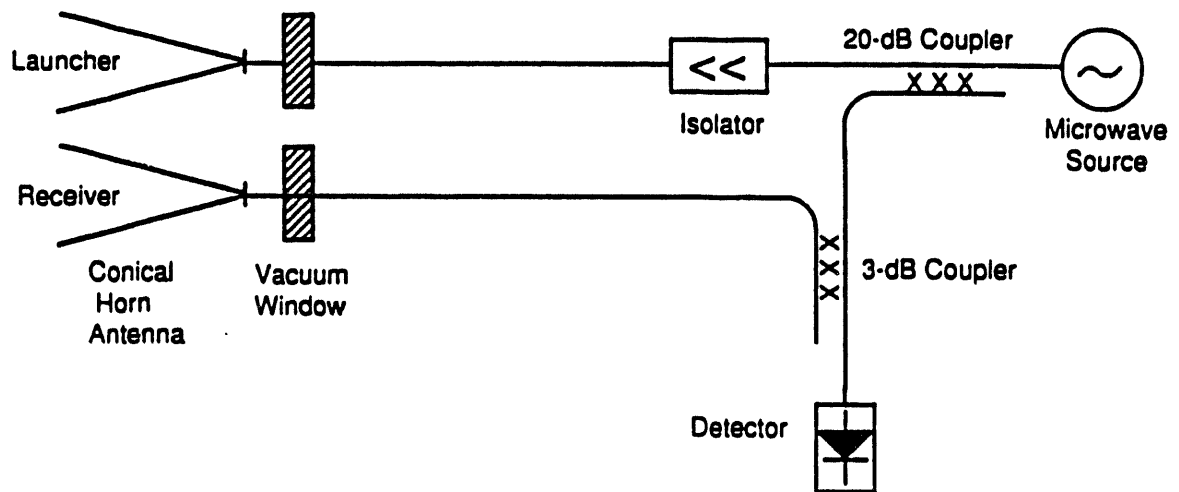 Launcher
<<
Isolator
20-dB Coupler
X X X
~
Microwave
Source
Receiver
Conical
Horn
Antenna
Vacuum
Window
X
X
X
3-dB Coupler
Detector